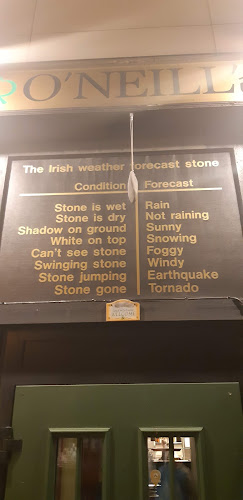 O'NEILL'S
The Irish weather forecast stone
Condition Forecast
Stone is wet Rain
Stone is dry Not raining
Shadow on ground Sunny
White on top Snowing
Can't see stone Foggy
Swinging stone Windy
Stone jumping Earthquake
Stone gone Tornado